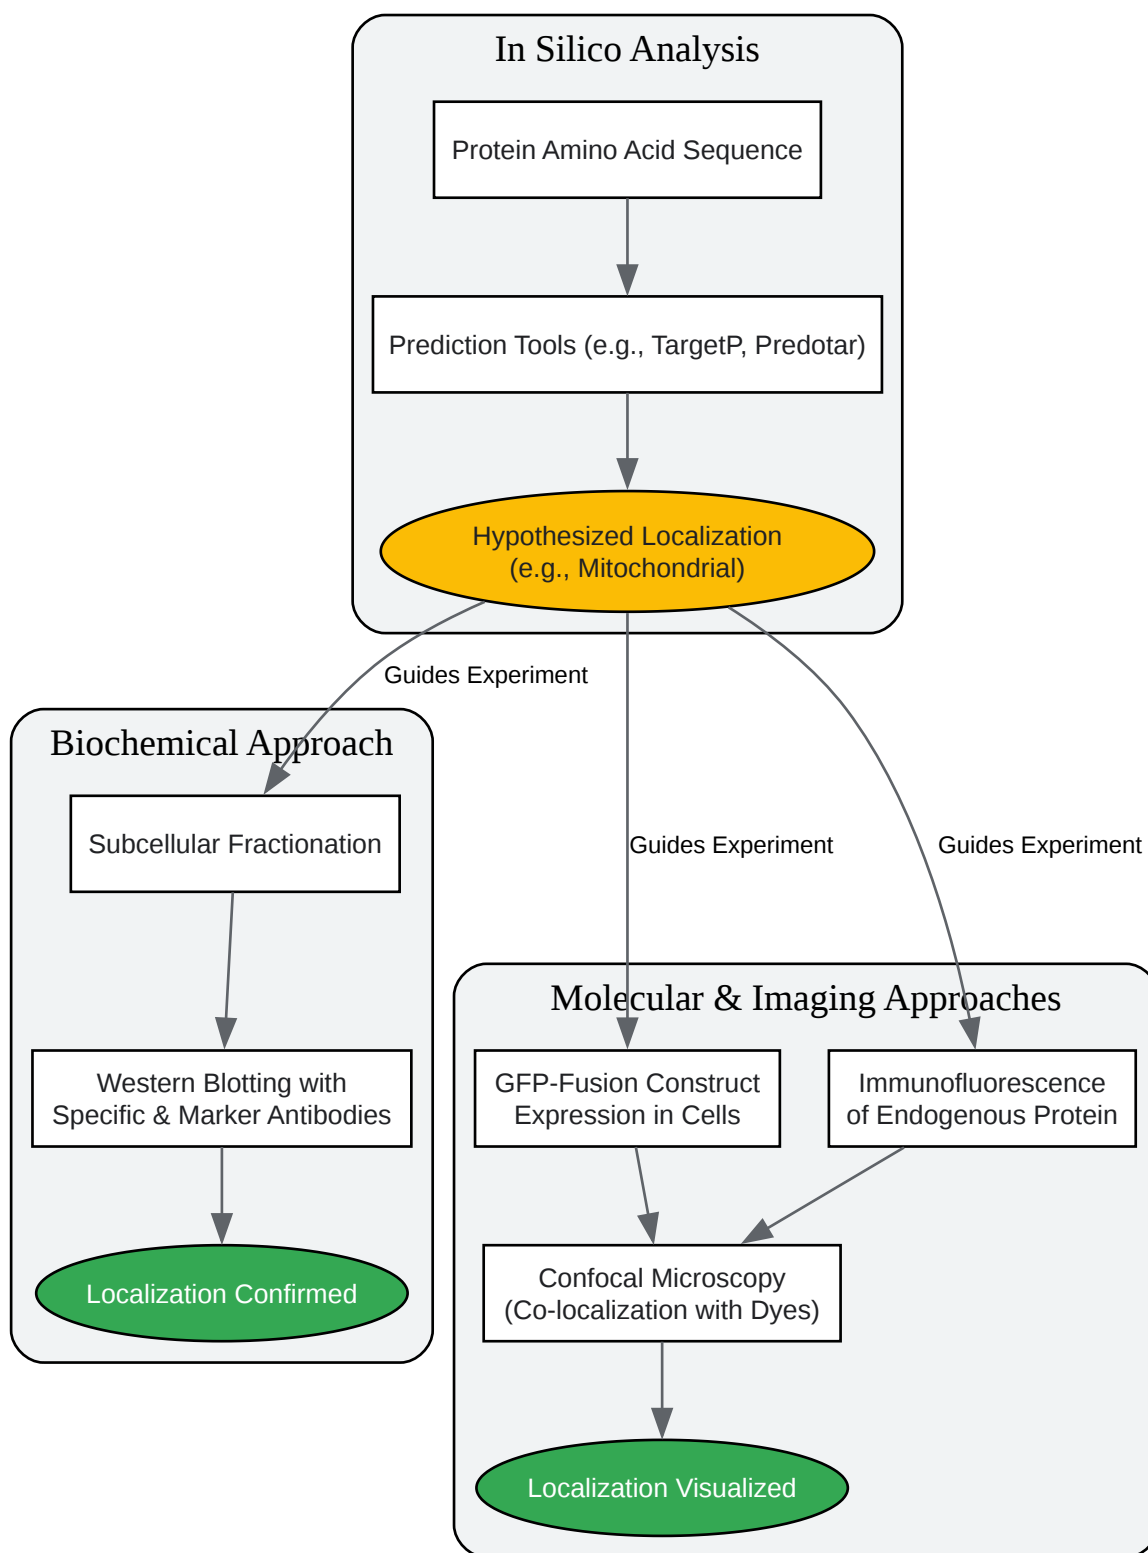 In Silico Analysis
Protein Amino Acid Sequence
Prediction Tools (e.g., TargetP, Predotar)
Hypothesized Localization
(e.g., Mitochondrial)
Guides Experiment
Biochemical Approach
Subcellular Fractionation
Guides Experiment
Guides Experiment
Molecular & Imaging Approaches
Western Blotting with
Specific & Marker Antibodies
GFP-Fusion Construct
Expression in Cells
Immunofluorescence
of Endogenous Protein
Localization Confirmed
Confocal Microscopy
(Co-localization with Dyes)
Localization Visualized